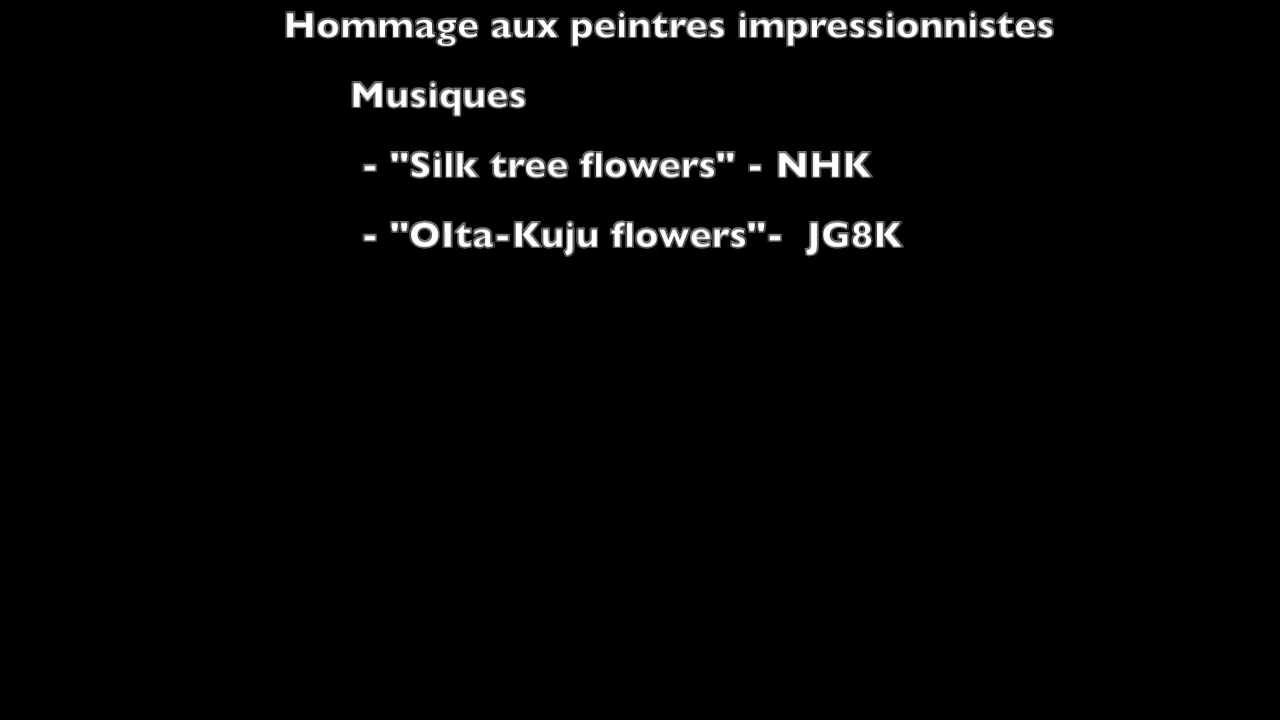 Hommage aux peintres impressionnistes
Musiques
- "Silk tree flowers" - NHK
- "OIta-Kuju flowers"- JG8K